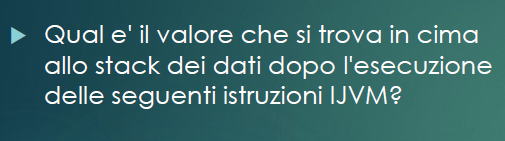 Qual e' il valore che si trova in cima
allo stack dei dati dopo l'esecuzione
delle seguenti istruzioni IJVM?